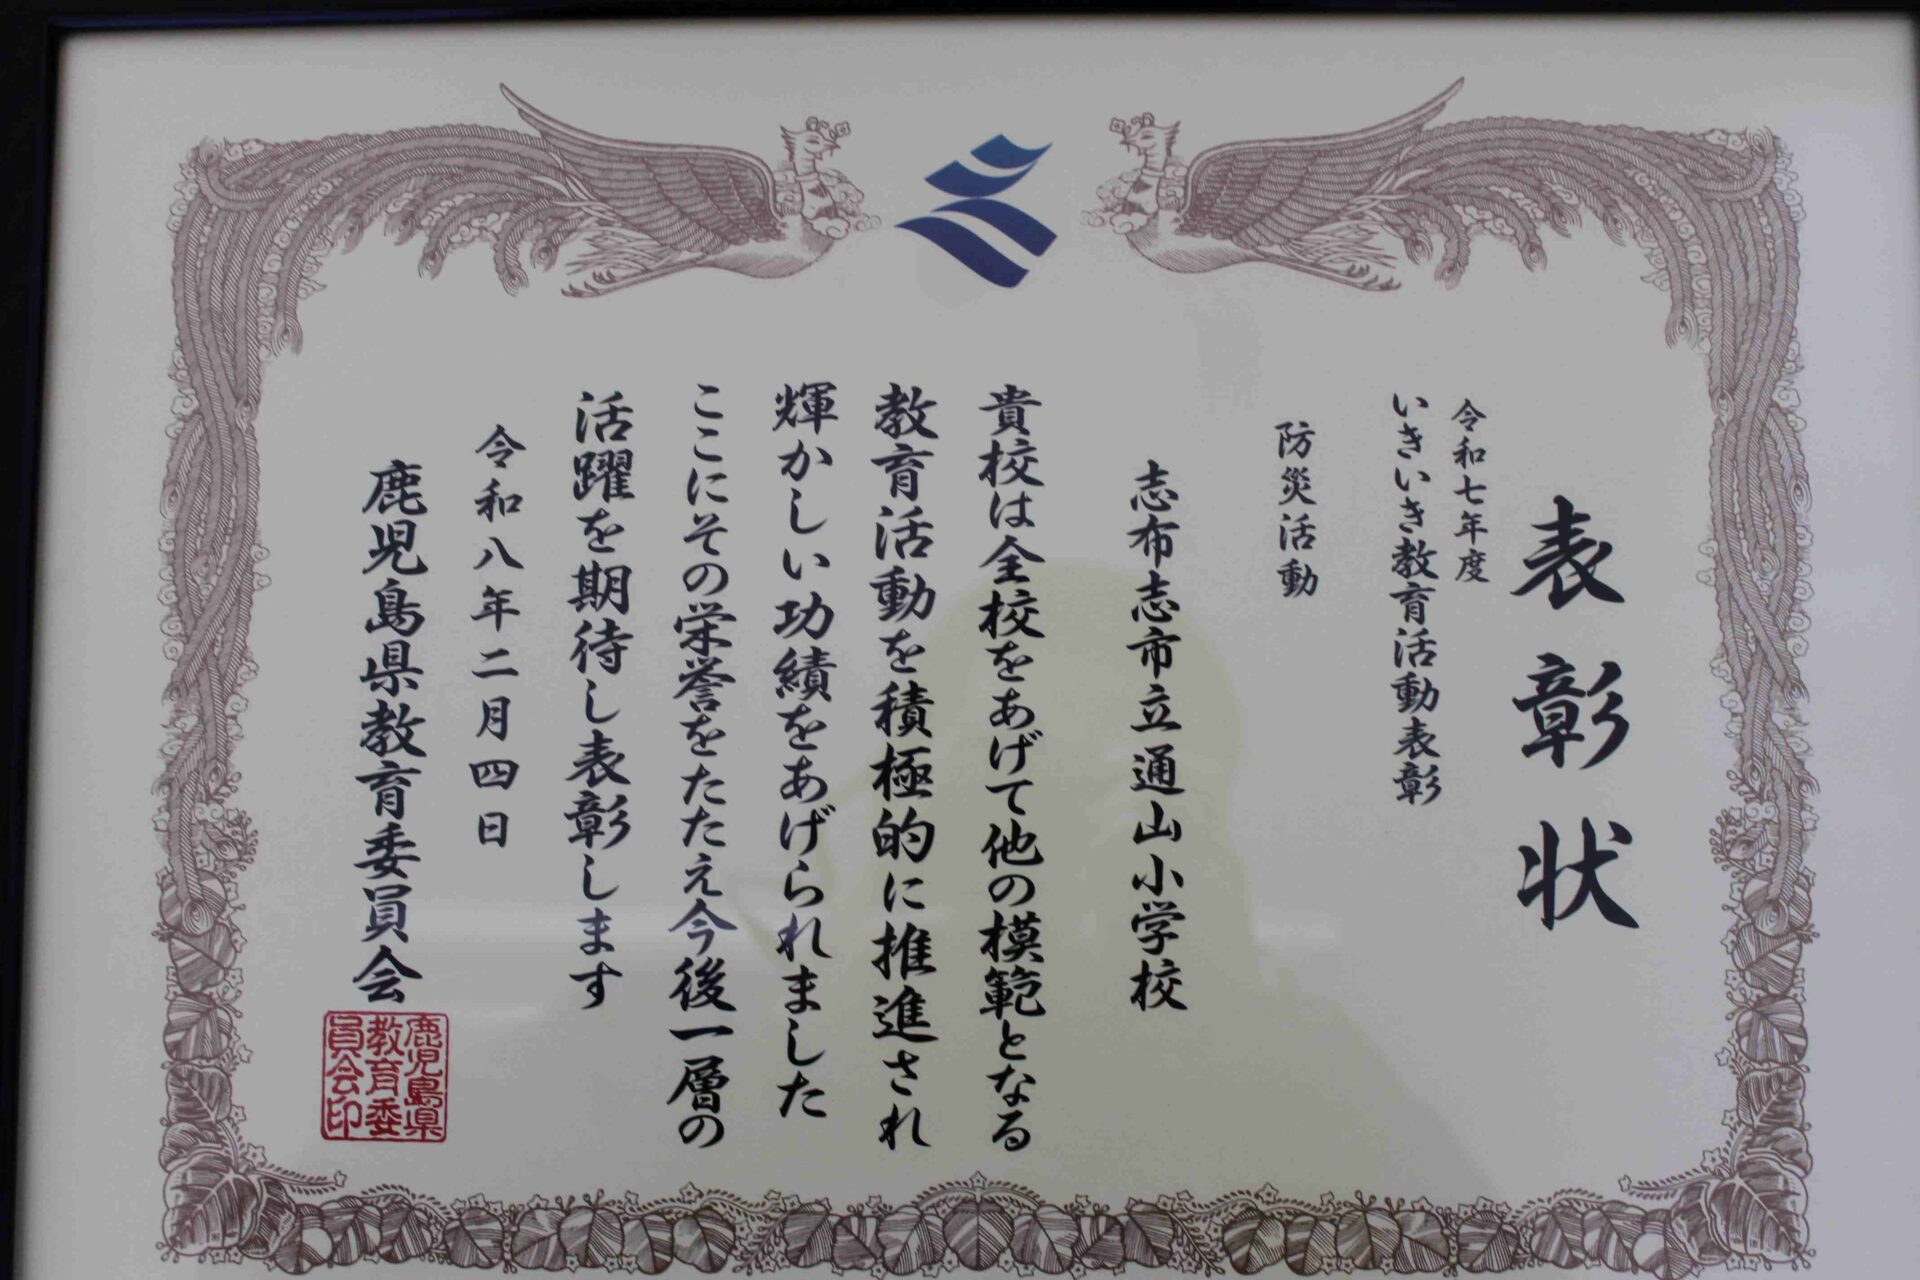 表彰状
令和七年度
いきいき教育活動表彰
防災活動
志布志市立通山小学校
貴校は全校をあげて他の模範となる
教育活動を積極的に推進され
輝かしい功績をあげられました
ここにその栄誉をたたえ今後一層の
活躍を期待し表彰します
令和八年二月四日
鹿児島県教育委員会
鹿児島県
教育委
員会印